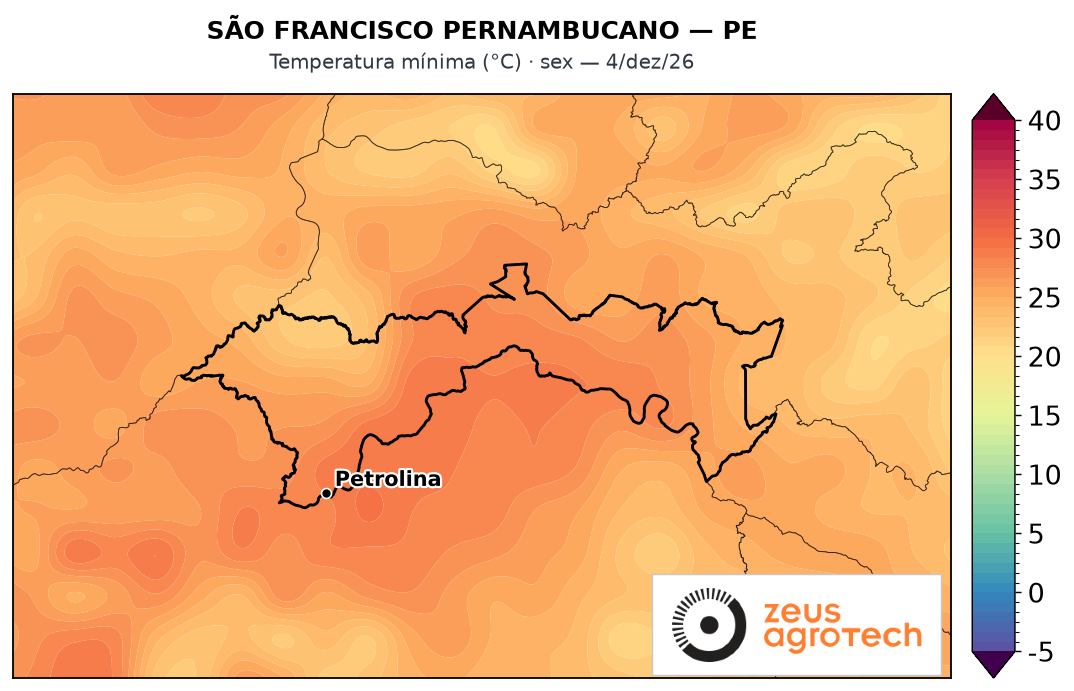 SÃO FRANCISCO PERNAMBUCANO — PE
Temperatura mínima (°C) · sex — 4/dez/26
40
35
30
25
20
15
10
5
0
-5
Petrolina
zeus
agrotech